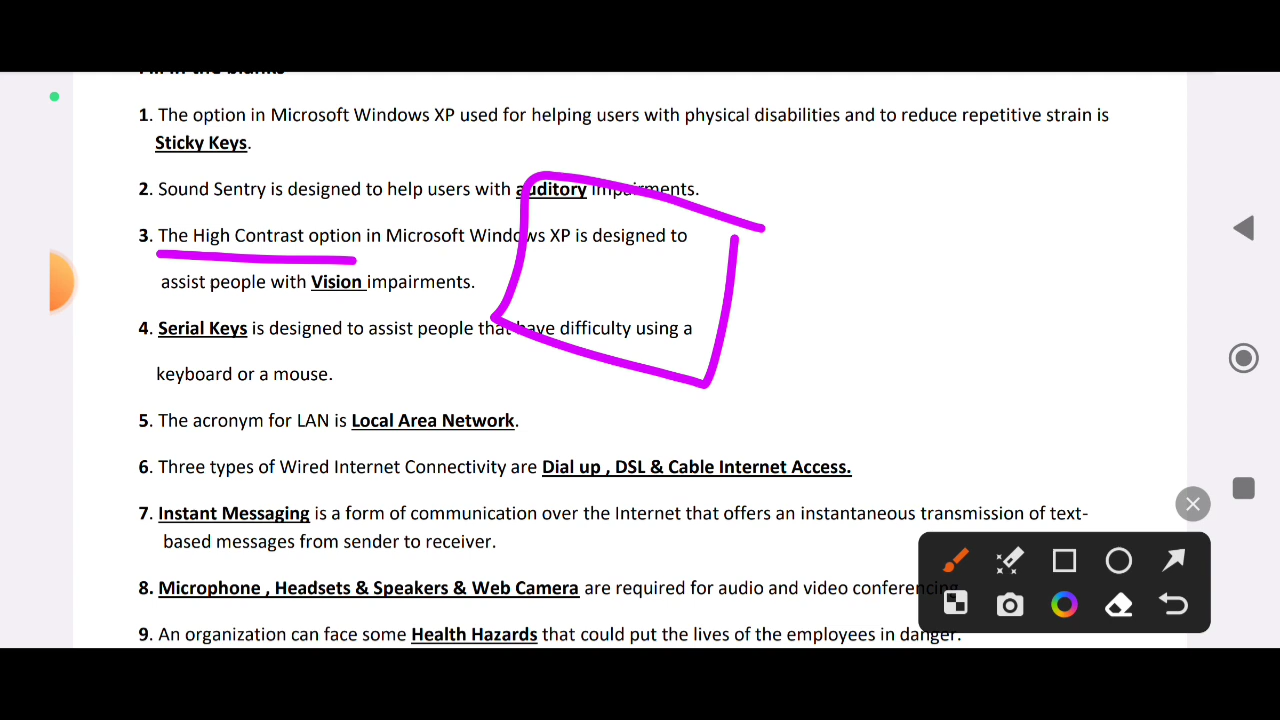 Fill in the blanks
1. The option in Microsoft Windows XP used for helping users with physical disabilities and to reduce repetitive strain is
Sticky Keys.
2. Sound Sentry is designed to help users with auditory impairments.
3. The High Contrast option in Microsoft Windows XP is designed to
assist people with Vision impairments.
4. Serial Keys is designed to assist people that have difficulty using a
keyboard or a mouse.
5. The acronym for LAN is Local Area Network.
6. Three types of Wired Internet Connectivity are Dial up , DSL & Cable Internet Access.
7. Instant Messaging is a form of communication over the Internet that offers an instantaneous transmission of text-
based messages from sender to receiver.
8. Microphone , Headsets & Speakers & Web Camera are required for audio and video conferencing.
9. An organization can face some Health Hazards that could put the lives of the employees in danger.